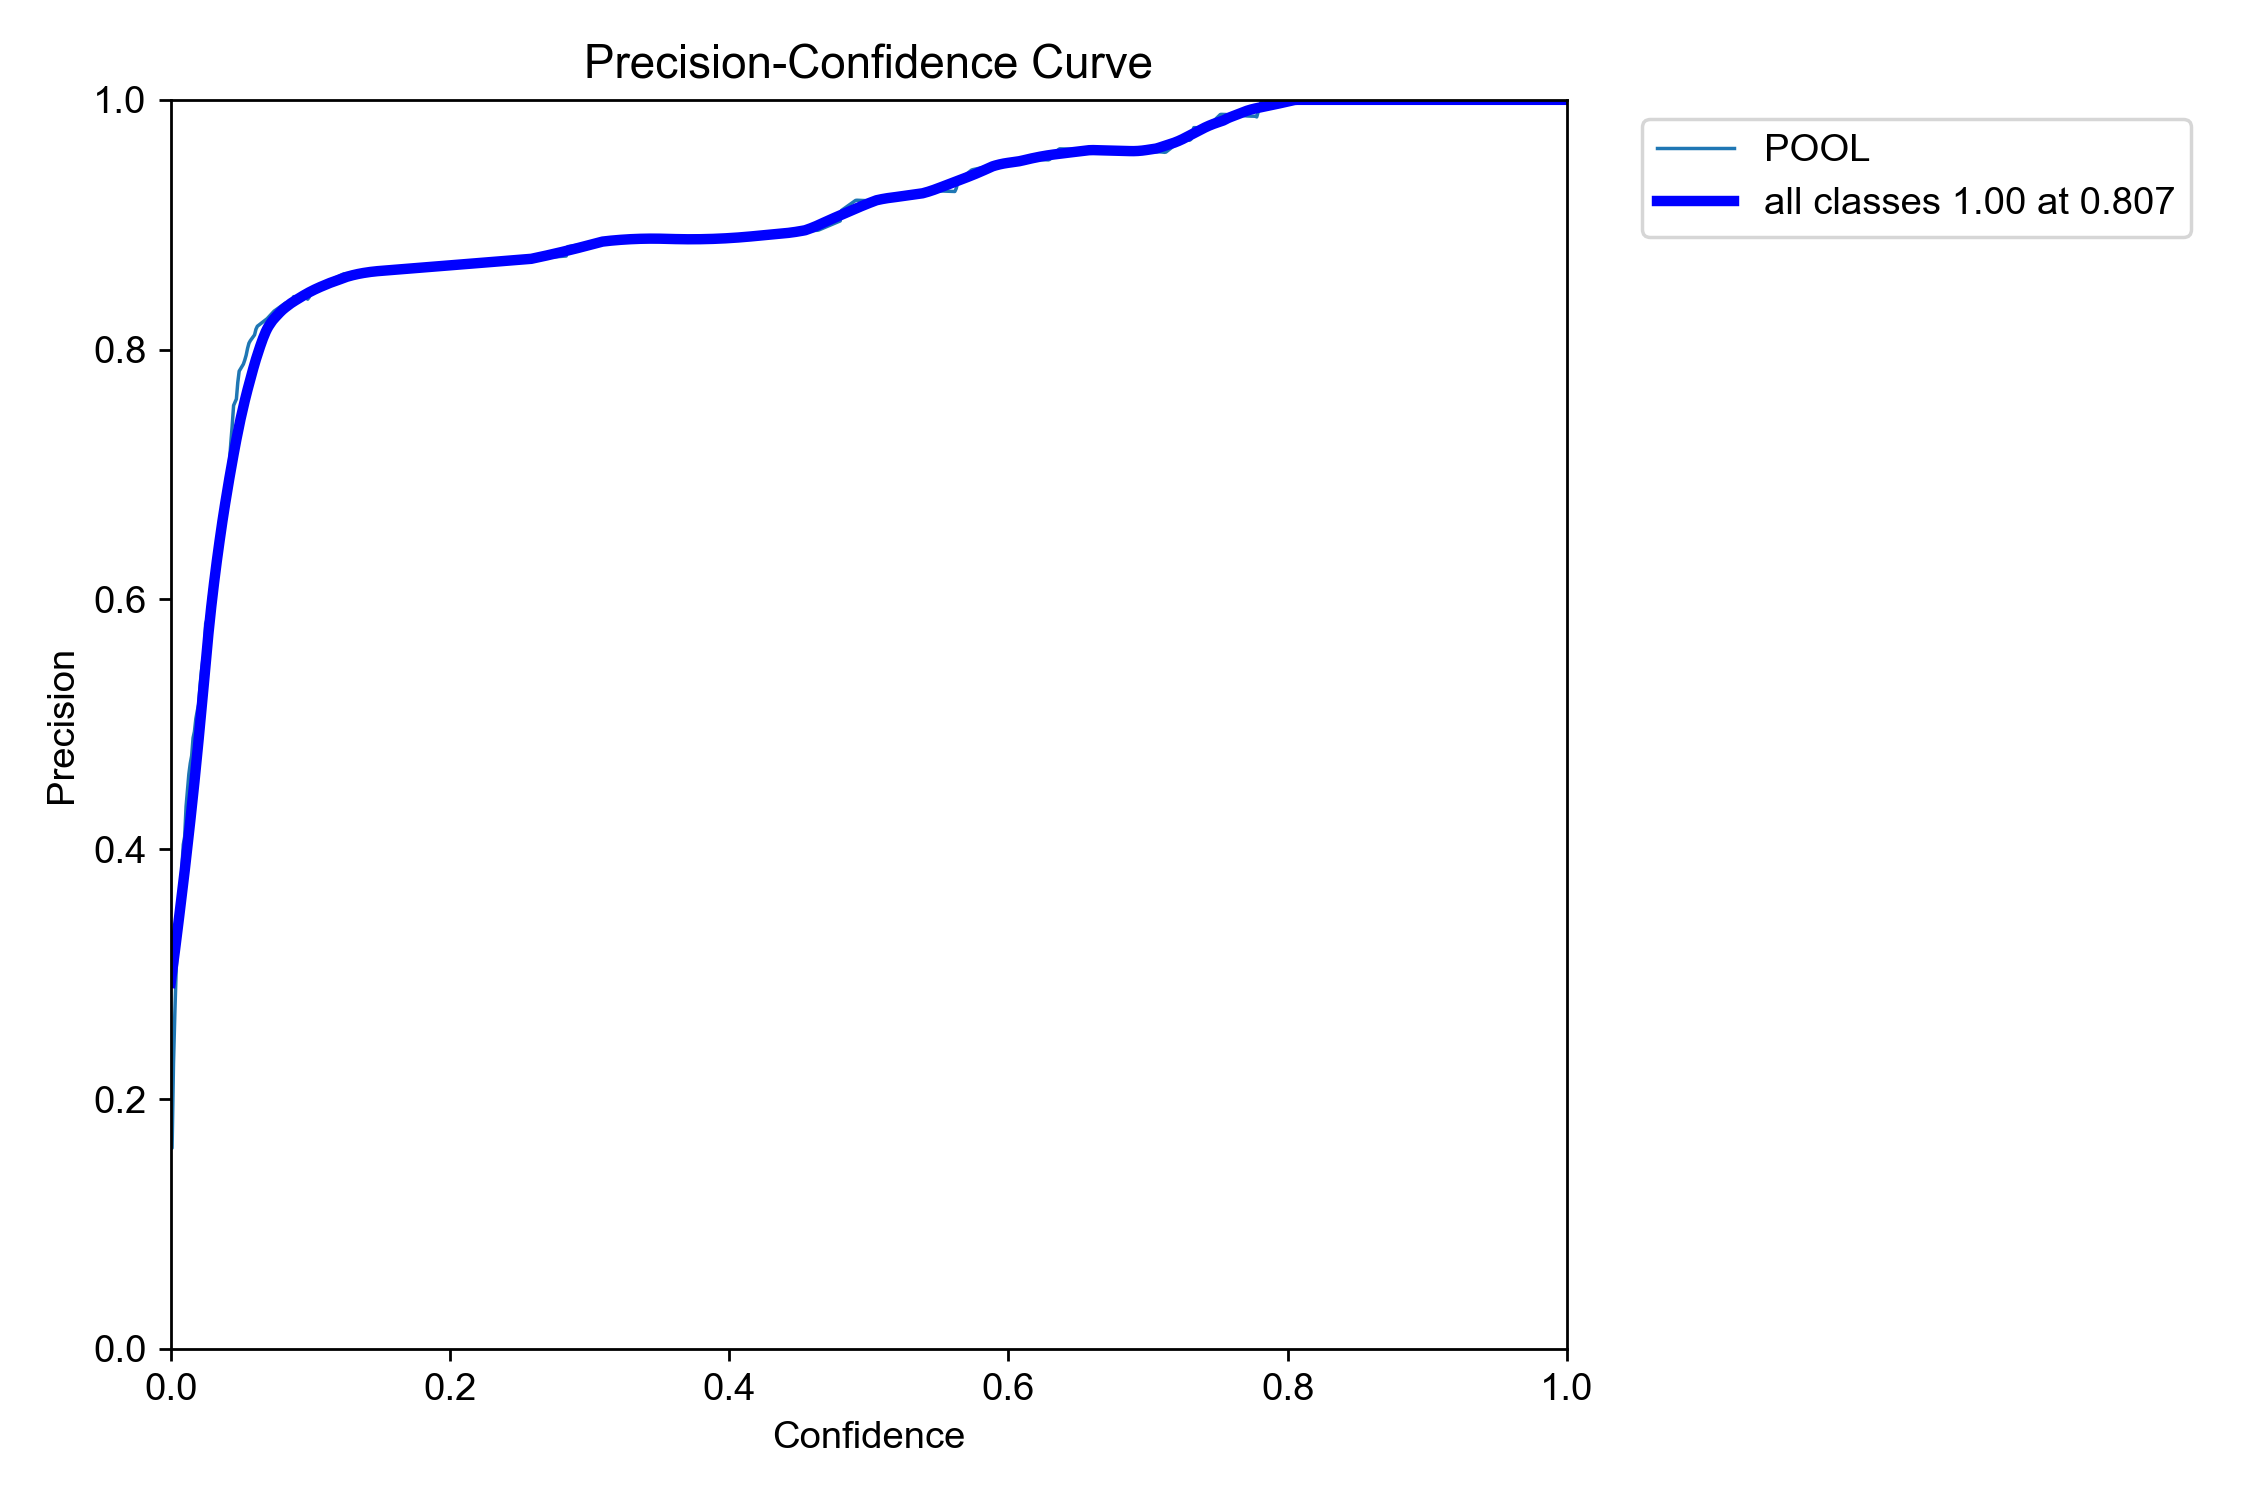 Precision-Confidence Curve
1.0
0.8
0.6
0.4
0.2
0.0
Precision
0.0 0.2 0.4 0.6 0.8 1.0
Confidence
POOL
all classes 1.00 at 0.807